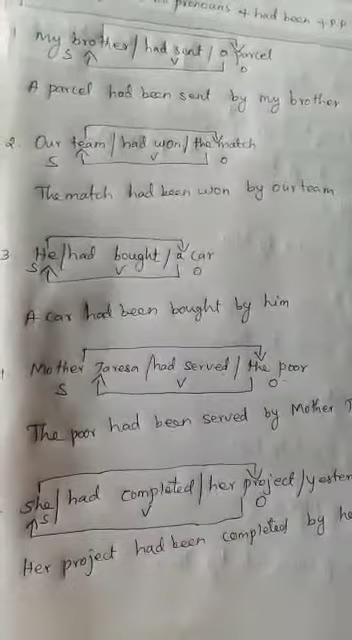 pronouns + had been + p.p
1 My brother / had sent / a parcel
S V O
A parcel had been sent by my brother
2. Our team / had won / the match
S V O
The match had been won by our team
3 He / had bought / a car
S V O
A car had been bought by him
Mother Taresa / had served / the poor
S V O
The poor had been served by Mother
She / had completed / her project /
S V O
Her project had been completed by